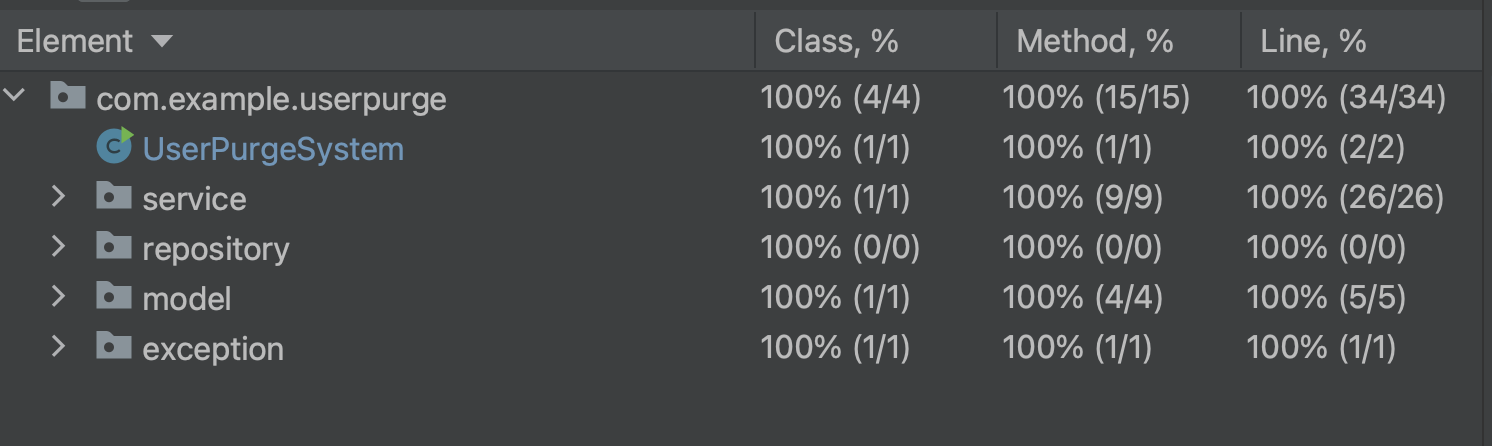 Element Class, % Method, % Line, %
com.example.userpurge 100% (4/4) 100% (15/15) 100% (34/34)
UserPurgeSystem 100% (1/1) 100% (1/1) 100% (2/2)
service 100% (1/1) 100% (9/9) 100% (26/26)
repository 100% (0/0) 100% (0/0) 100% (0/0)
model 100% (1/1) 100% (4/4) 100% (5/5)
exception 100% (1/1) 100% (1/1) 100% (1/1)